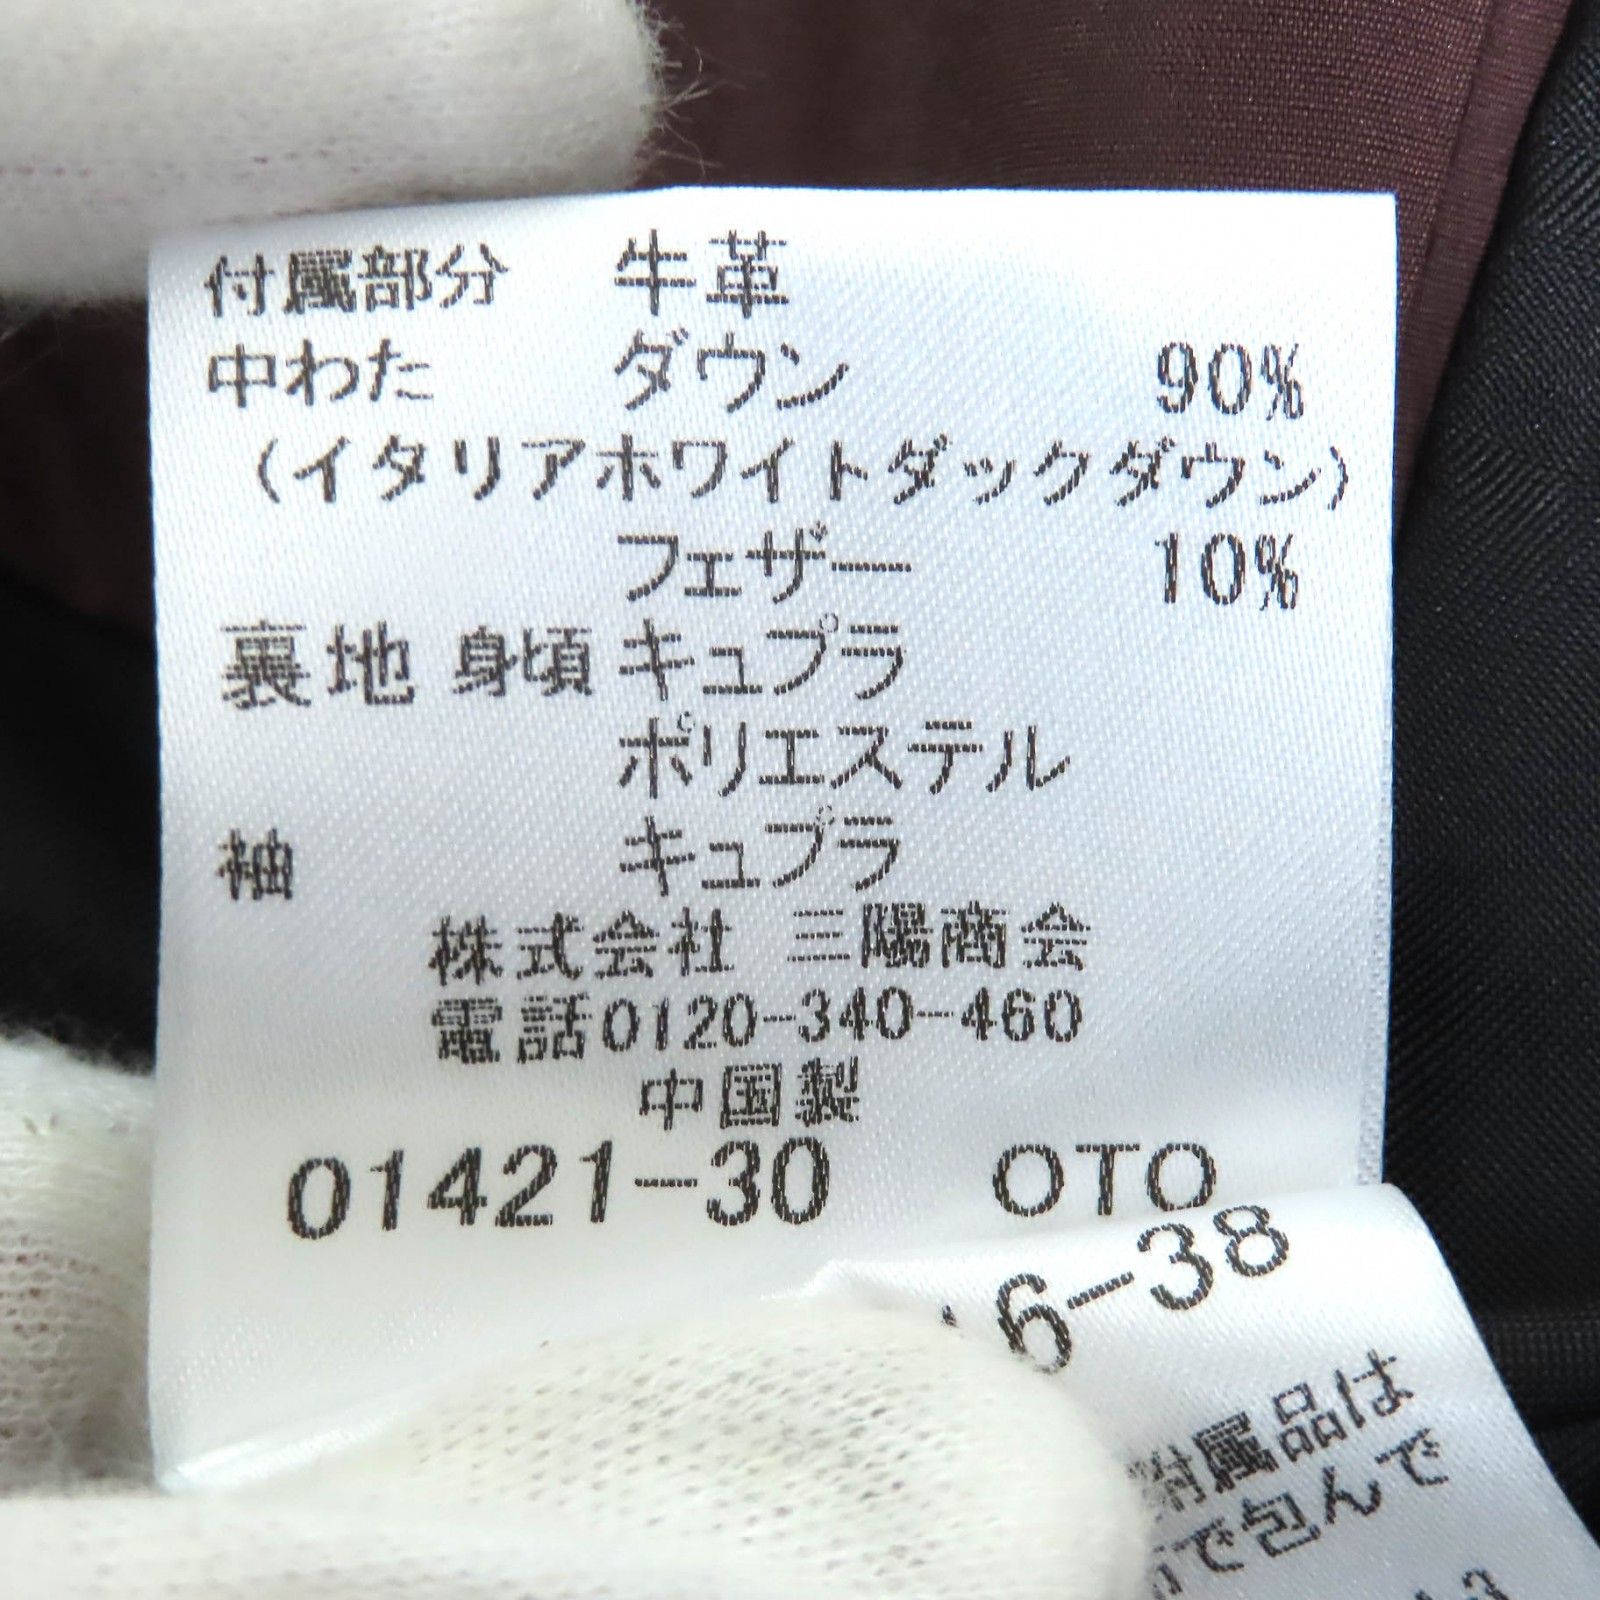 付属部分 牛革
中わた ダウン 90%
(イタリアホワイトダックダウン)
フェザー 10%
裏地 身頃 キュプラ
ポリエステル
袖 キュプラ
株式会社 三陽商会
電話0120-340-460
中国製
01421-30 OTO
6-38
附属品は
で包んで